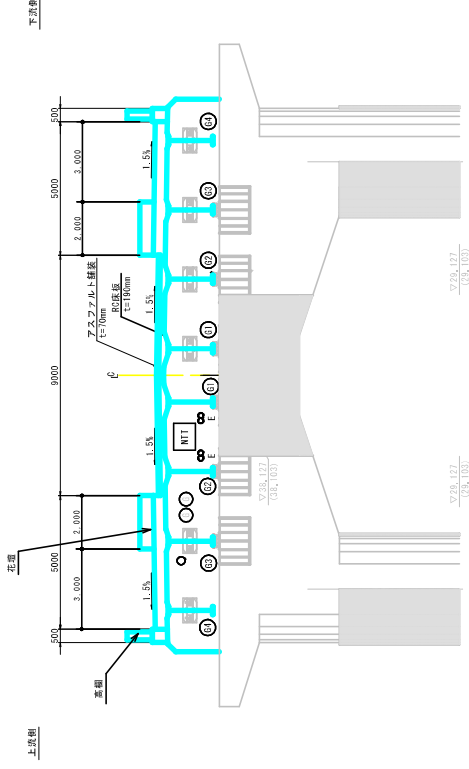 花壇
上流側
下流側
500 5000 9000 5000 500
3,000 2,000 2,000 3,000
高欄
アスファルト舗装
t=70mm
RC床板
t=190mm
℄
1.5% 1.5% 1.5% 1.5%
NTT
E E
G4 G3 G2 G1 G1 G2 G3 G4
▽38.127
(38.103)
▽29.127
(29.103)
▽29.127
(29.103)